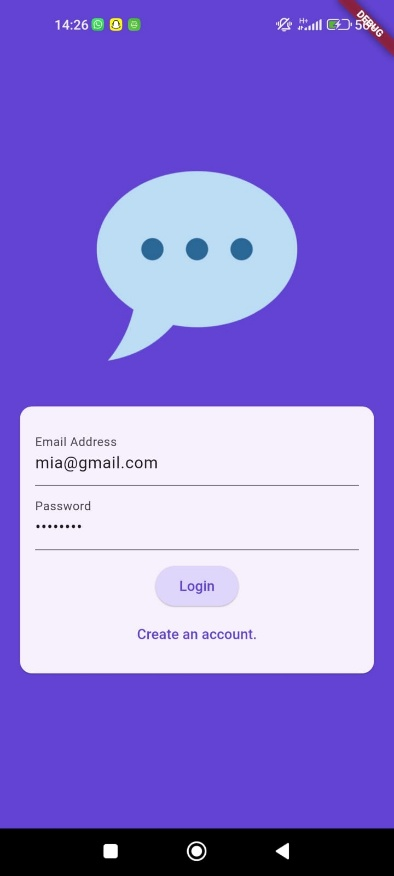 14:26
H+
DEBUG
Email Address
mia@gmail.com
Password
••••••••
Login
Create an account.